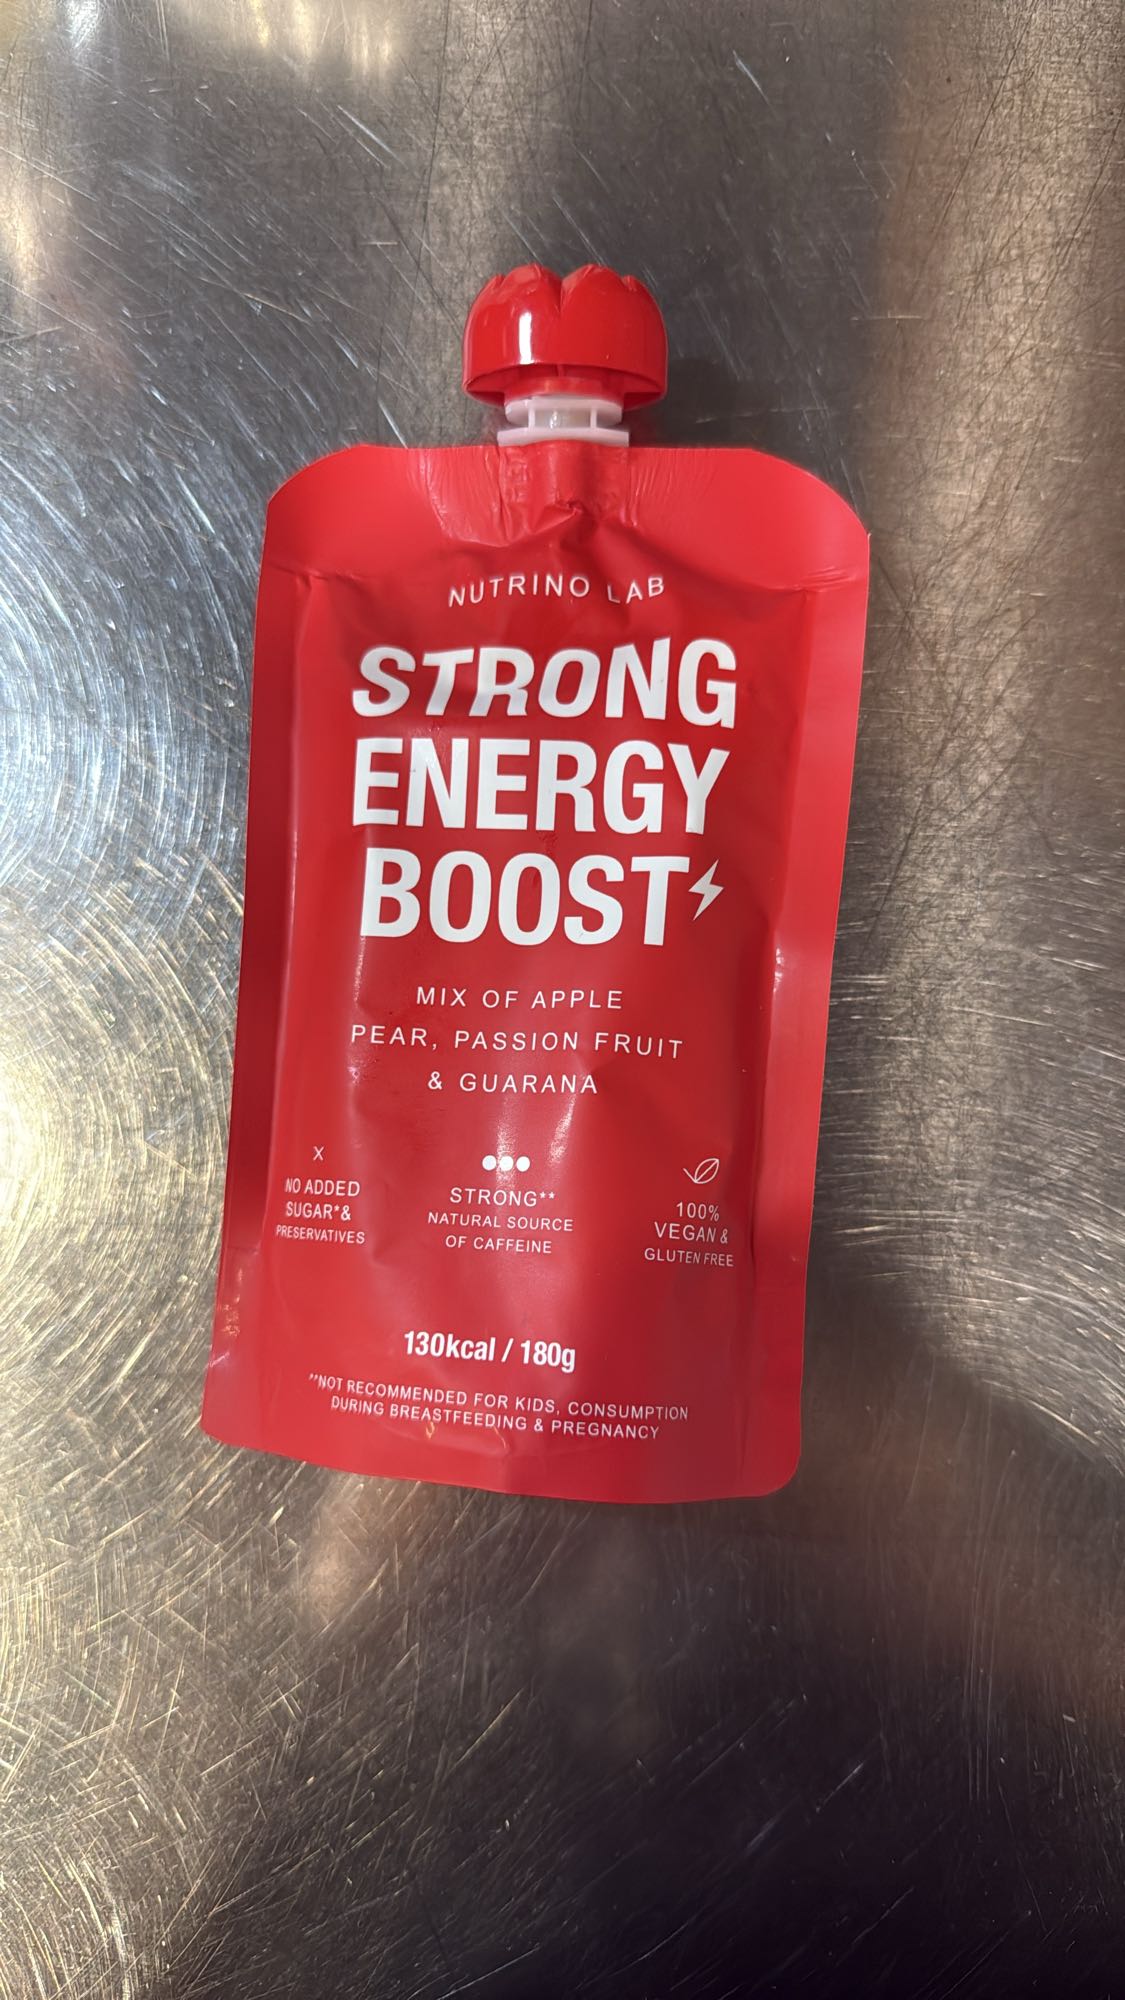 NUTRINO LAB
STRONG
ENERGY
BOOST
MIX OF APPLE
PEAR, PASSION FRUIT
& GUARANA
X
NO ADDED
SUGAR*&
PRESERVATIVES
STRONG**
NATURAL SOURCE
OF CAFFEINE
100%
VEGAN &
GLUTEN FREE
130kcal / 180g
**NOT RECOMMENDED FOR KIDS, CONSUMPTION
DURING BREASTFEEDING & PREGNANCY